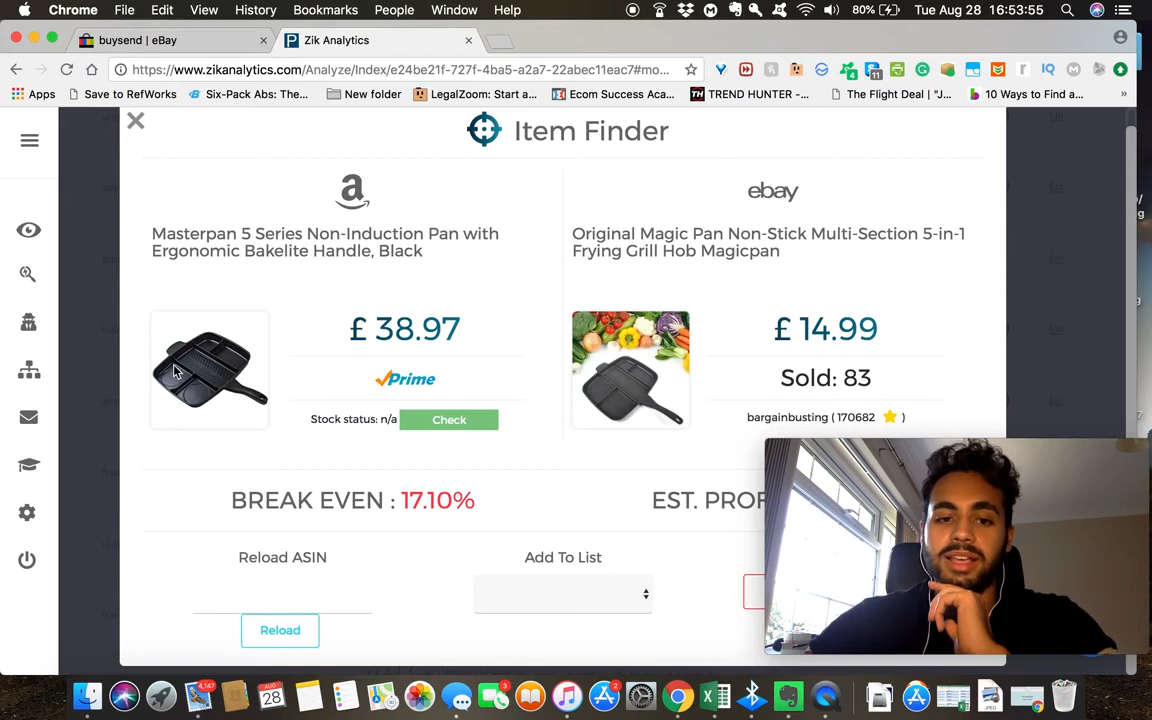 Chrome File Edit View History Bookmarks People Window Help 80% Tue Aug 28 16:53:55
buysend | eBay Zik Analytics
https://www.zikanalytics.com/Analyze/Index/e24be21f-727f-4ba5-a2a7-22abec11eac7#mo...
Apps Save to RefWorks Six-Pack Abs: The... New folder LegalZoom: Start a... Ecom Success Aca... TREND HUNTER -... The Flight Deal | "J... 10 Ways to Find a... »
Item Finder
a ebay
Masterpan 5 Series Non-Induction Pan with
Ergonomic Bakelite Handle, Black
Original Magic Pan Non-Stick Multi-Section 5-in-1
Frying Grill Hob Magicpan
£ 38.97 £ 14.99
Prime Sold: 83
Stock status: n/a Check bargainbusting ( 170682 )
BREAK EVEN : 17.10% EST. PROF
Reload ASIN Add To List
Reload